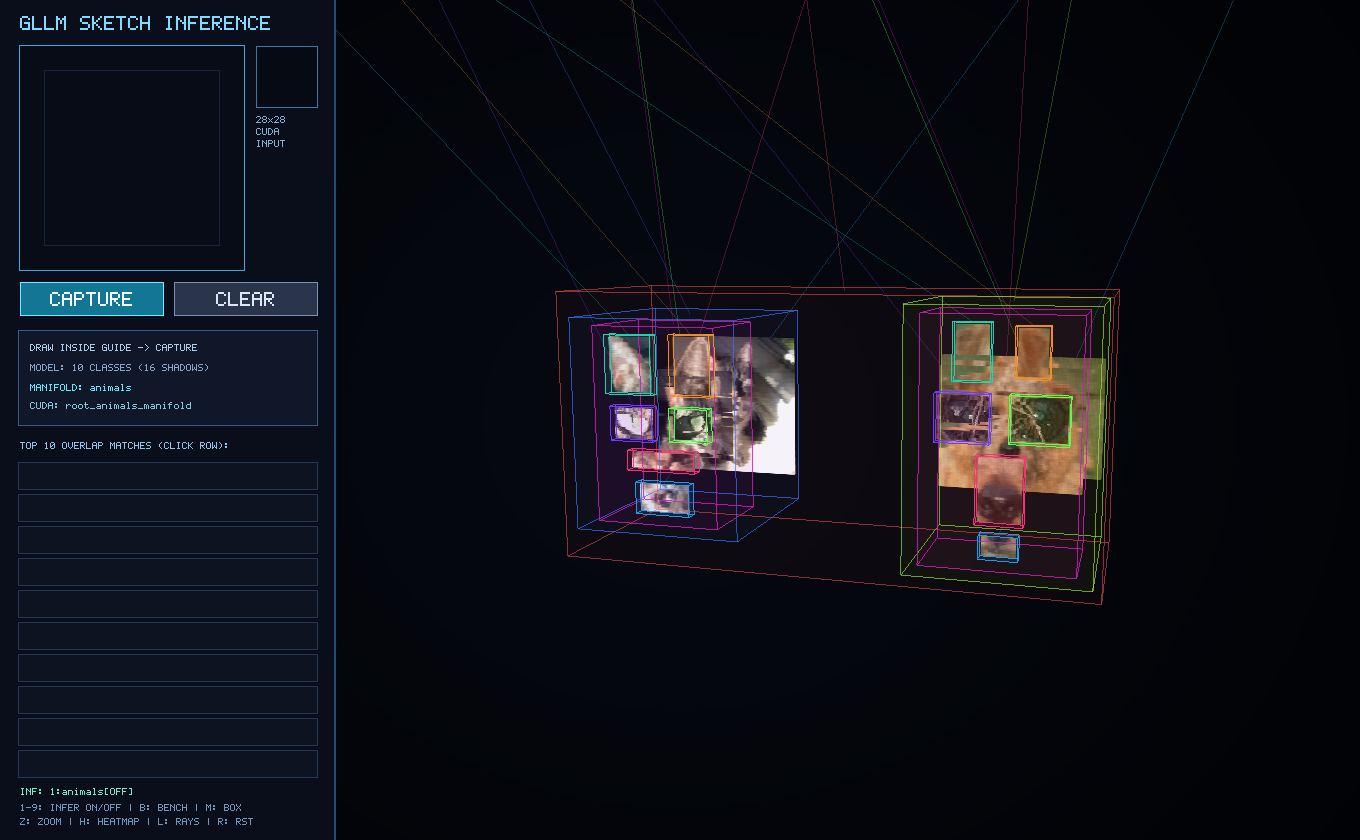 GLLM SKETCH INFERENCE
28x28
CUDA
INPUT
CAPTURE
CLEAR
DRAW INSIDE GUIDE -> CAPTURE
MODEL: 10 CLASSES (16 SHADOWS)
MANIFOLD: animals
CUDA: root_animals_manifold
TOP 10 OVERLAP MATCHES (CLICK ROW):
INF: 1:animals[OFF]
1-9: INFER ON/OFF | B: BENCH | M: BOX
Z: ZOOM | H: HEATMAP | L: RAYS | R: RST